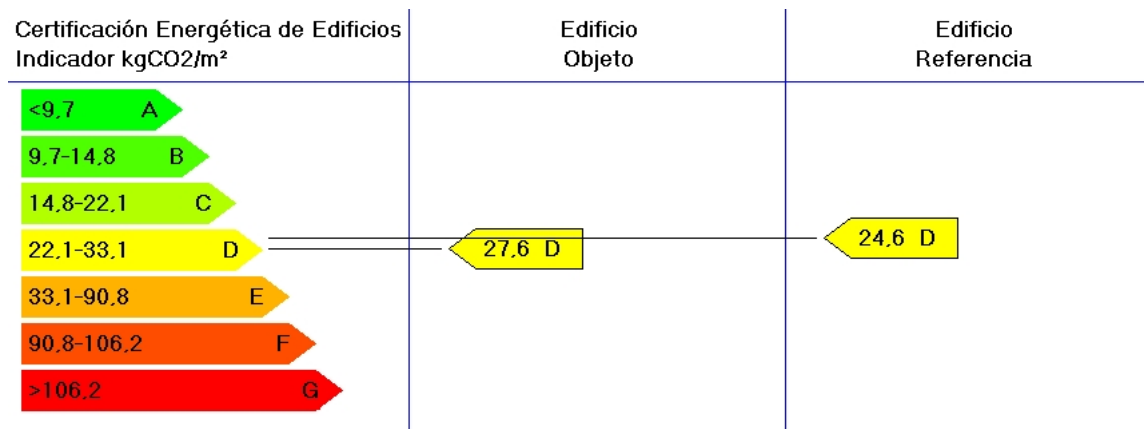 Certificación Energética de Edificios
Indicador kgCO2/m²
Edificio
Objeto
Edificio
Referencia
<9,7 A
9,7-14,8 B
14,8-22,1 C
22,1-33,1 D
27,6 D
24,6 D
33,1-90,8 E
90,8-106,2 F
>106,2 G